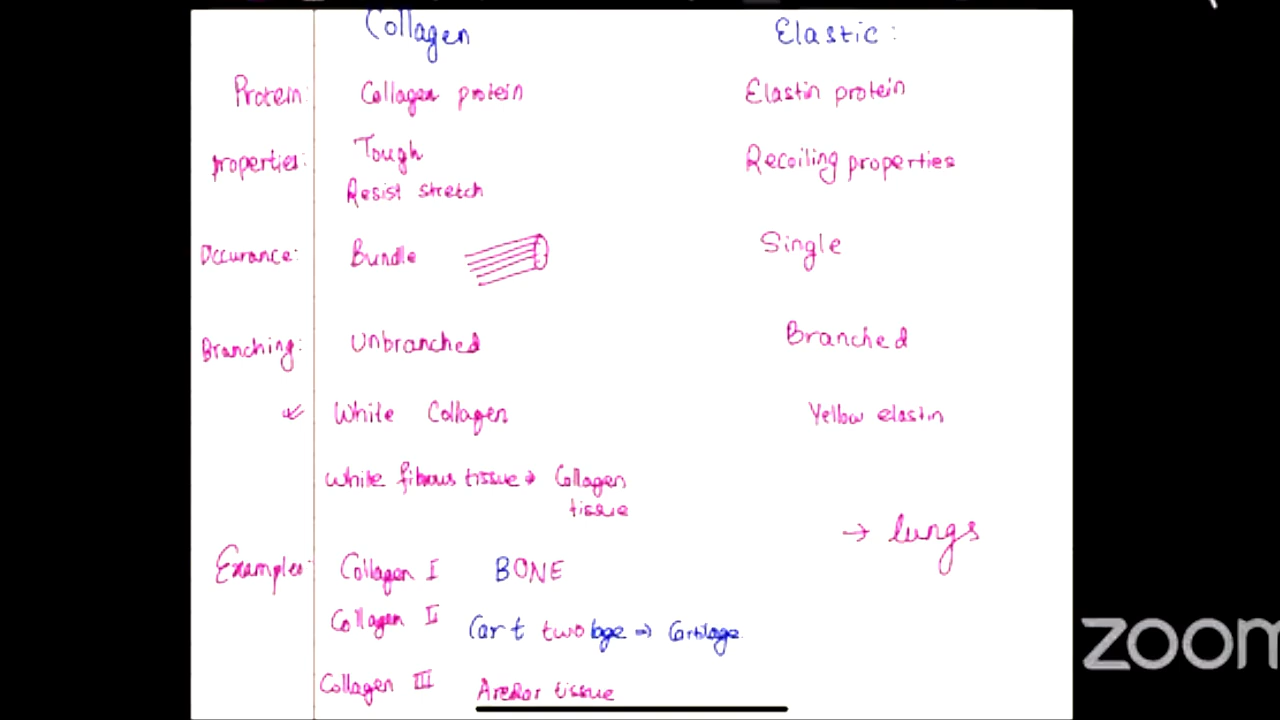 Collagen Elastic:
Protein: Collagen protein Elastin protein
Properties: Tough Recoiling properties
Resist stretch
Occurance: Bundle Single
Branching: Unbranched Branched
White Collagen Yellow elastin
White fibrous tissue → Collagen
tissue
→ lungs
Examples: Collagen I BONE
Collagen II Car t two lage ⇒ Cartilage
Collagen III Areolar tissue
zoom